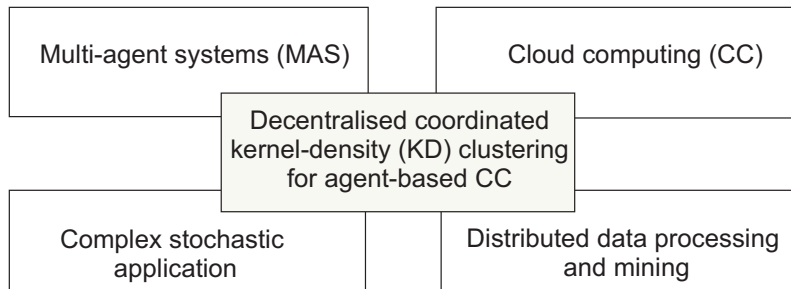 Multi-agent systems (MAS)
Cloud computing (CC)
Decentralised coordinated
kernel-density (KD) clustering
for agent-based CC
Complex stochastic
application
Distributed data processing
and mining